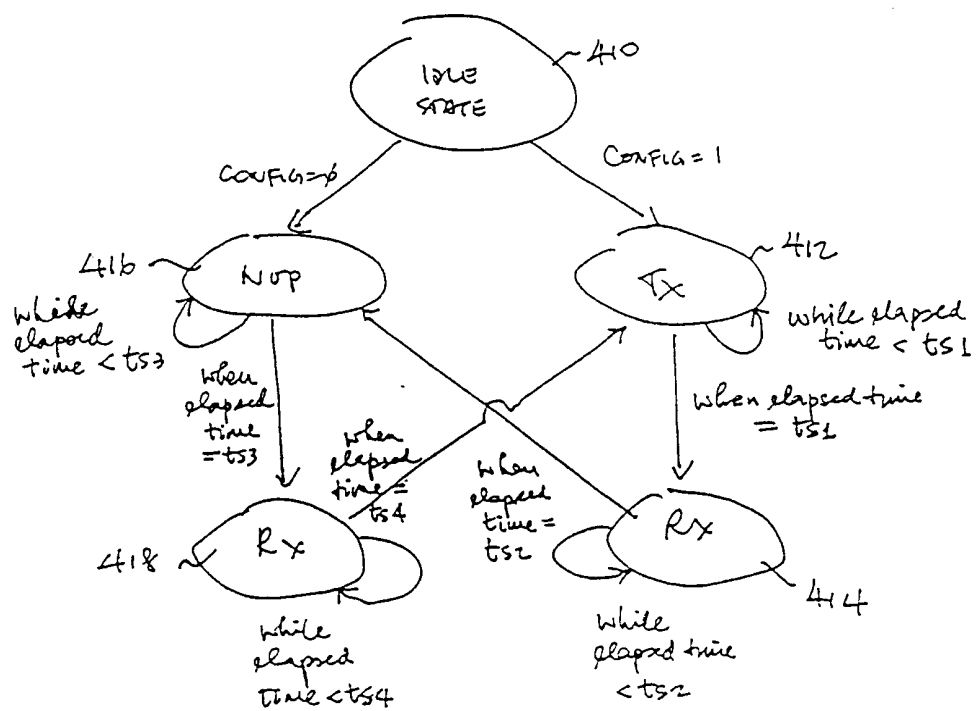 IDLE
STATE
410
CONFIG=0
CONFIG=1
416
NOP
412
TX
while
elapsed
time < ts3
while elapsed
time < ts1
when
elapsed
time
=ts3
when elapsed time
= ts1
when
elapsed
time =
ts4
when
elapsed
time =
ts2
418
RX
RX
414
while
elapsed
time < ts4
while
elapsed time
< ts2